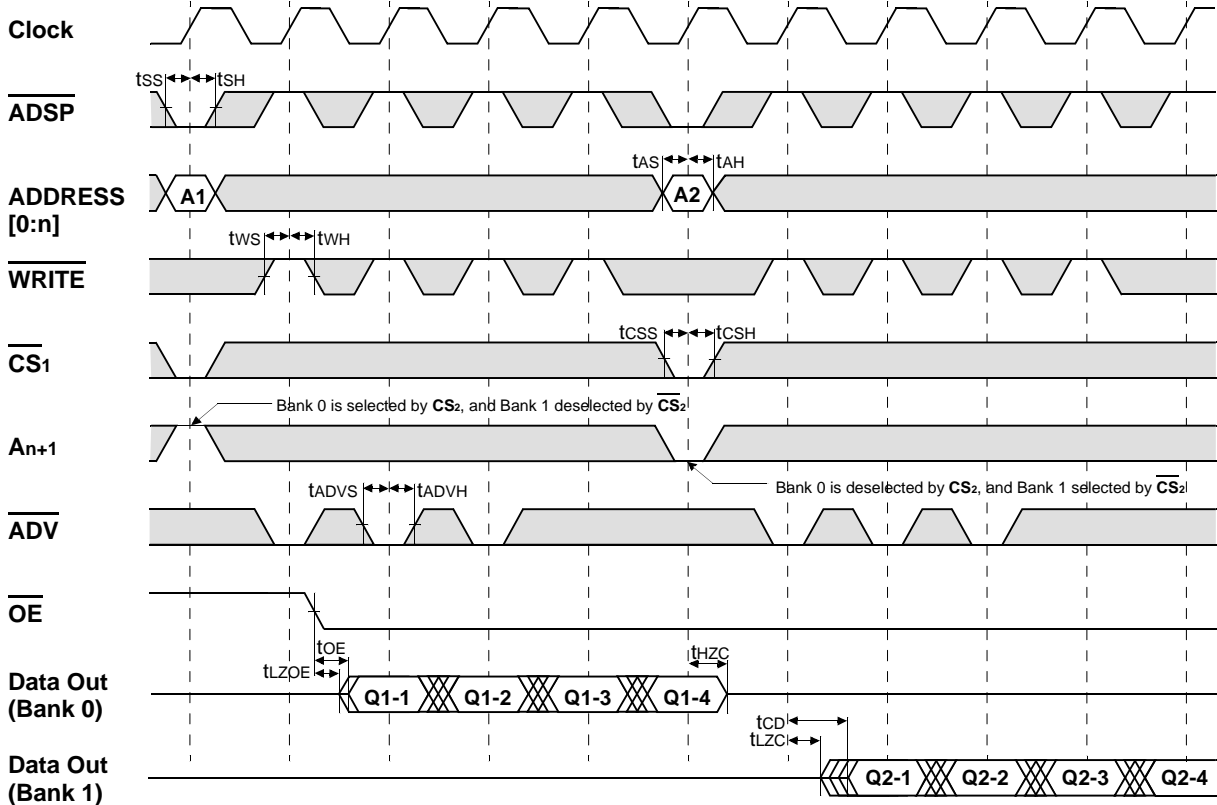 Clock
tSS tSH
ADSP
tAS tAH
ADDRESS
[0:n]
A1 A2
tWS tWH
WRITE
tCSS tCSH
CS1
Bank 0 is selected by CS2, and Bank 1 deselected by CS2
An+1
Bank 0 is deselected by CS2, and Bank 1 selected by CS2
tADVS tADVH
ADV
OE
tOE tHZC
tLZOE
Data Out
(Bank 0)
Q1-1 Q1-2 Q1-3 Q1-4
tCD
tLZC
Data Out
(Bank 1)
Q2-1 Q2-2 Q2-3 Q2-4